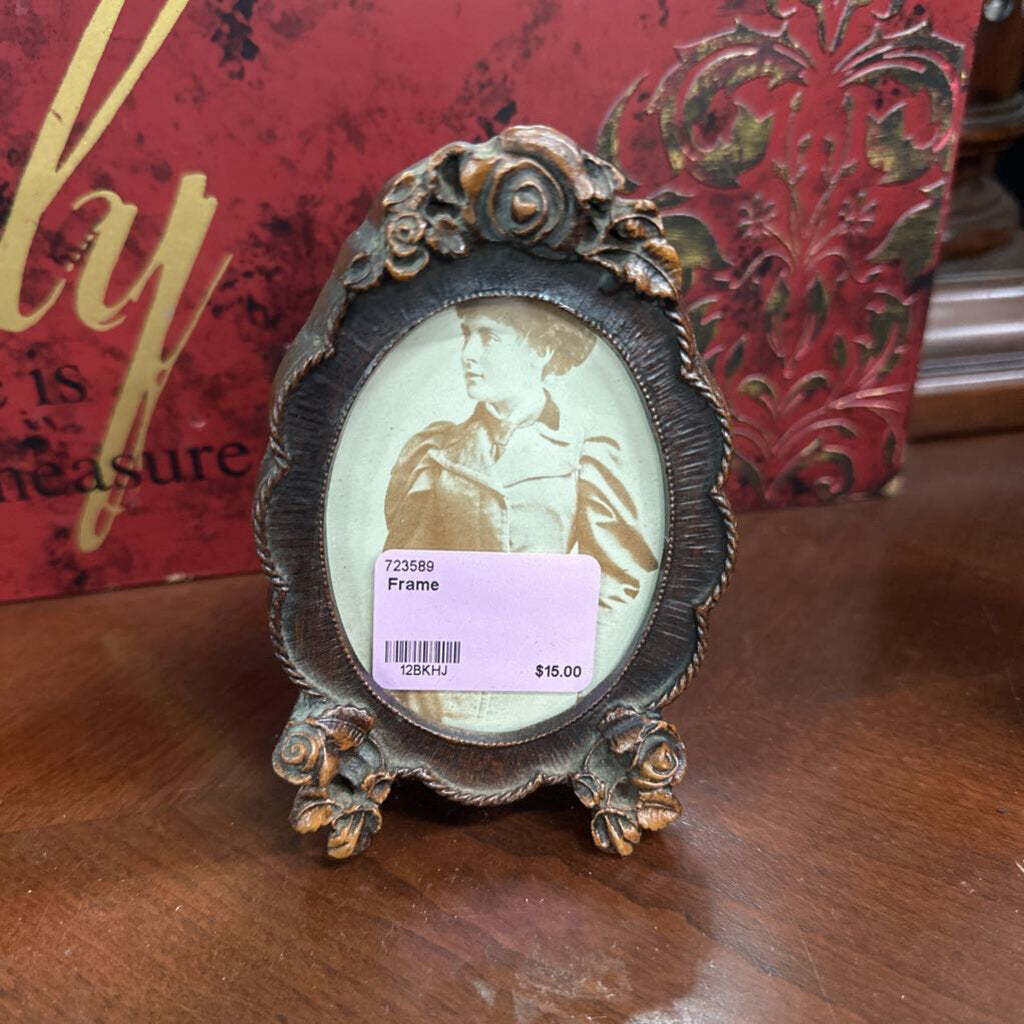 ly
is
measure
723589
Frame
12BKHJ
$15.00